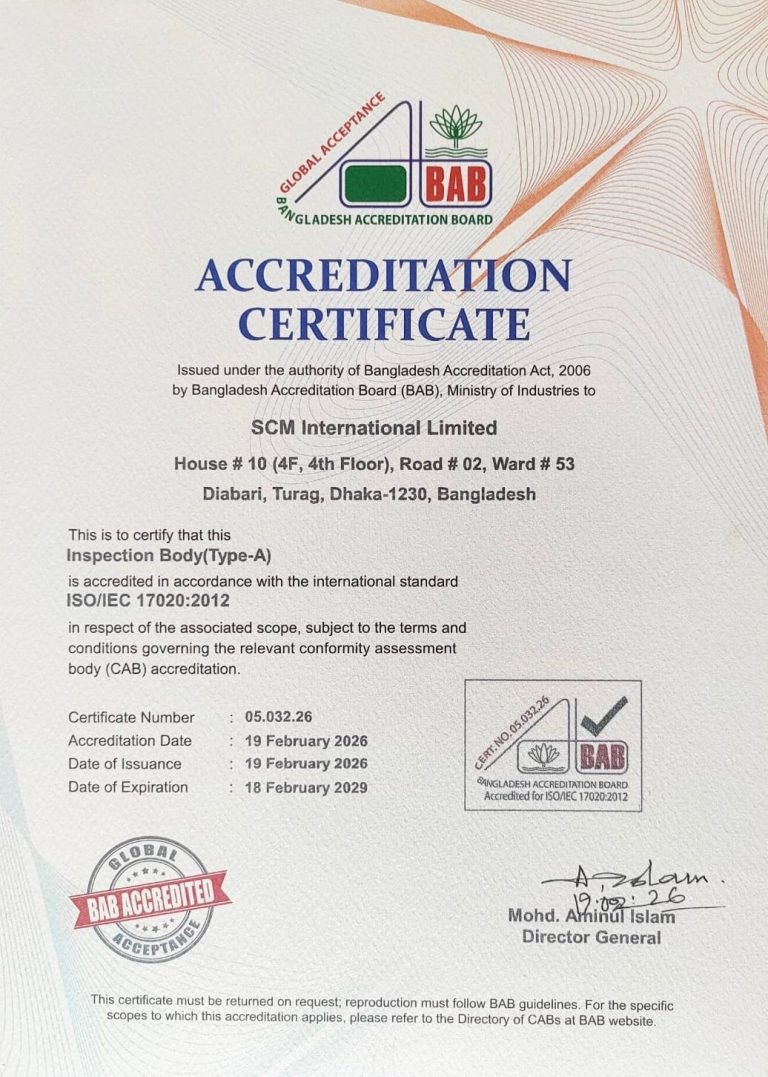 GLOBAL ACCEPTANCE
BAB
BANGLADESH ACCREDITATION BOARD
ACCREDITATION
CERTIFICATE
Issued under the authority of Bangladesh Accreditation Act, 2006
by Bangladesh Accreditation Board (BAB), Ministry of Industries to
SCM International Limited
House # 10 (4F, 4th Floor), Road # 02, Ward # 53
Diabari, Turag, Dhaka-1230, Bangladesh
This is to certify that this
Inspection Body(Type-A)
is accredited in accordance with the international standard
ISO/IEC 17020:2012
in respect of the associated scope, subject to the terms and
conditions governing the relevant conformity assessment
body (CAB) accreditation.
Certificate Number : 05.032.26
Accreditation Date : 19 February 2026
Date of Issuance : 19 February 2026
Date of Expiration : 18 February 2029
CERT. NO. 05.032.26
BAB
BANGLADESH ACCREDITATION BOARD
Accredited for ISO/IEC 17020:2012
GLOBAL
BAB ACCREDITED
ACCEPTANCE
19.02.26
Mohd. Aminul Islam
Director General
This certificate must be returned on request; reproduction must follow BAB guidelines. For the specific
scopes to which this accreditation applies, please refer to the Directory of CABs at BAB website.